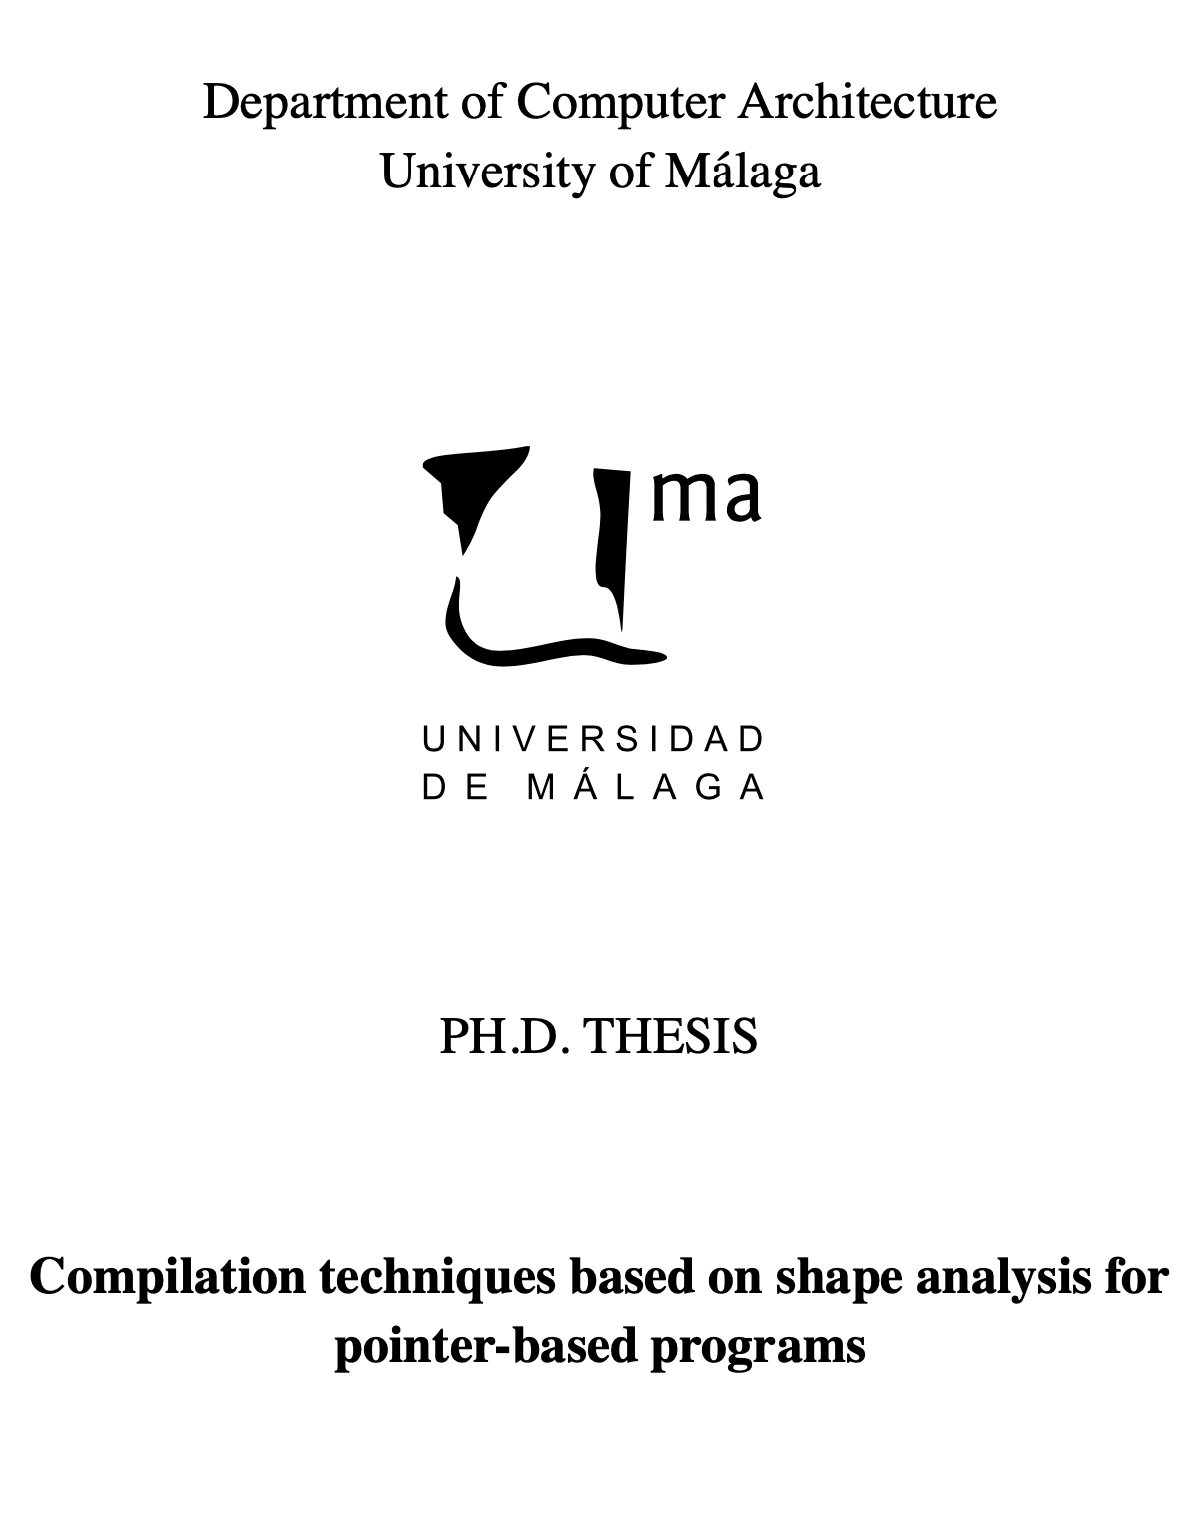 Department of Computer Architecture
University of Málaga
Uma
UNIVERSIDAD
DE MÁLAGA
PH.D. THESIS
Compilation techniques based on shape analysis for
pointer-based programs